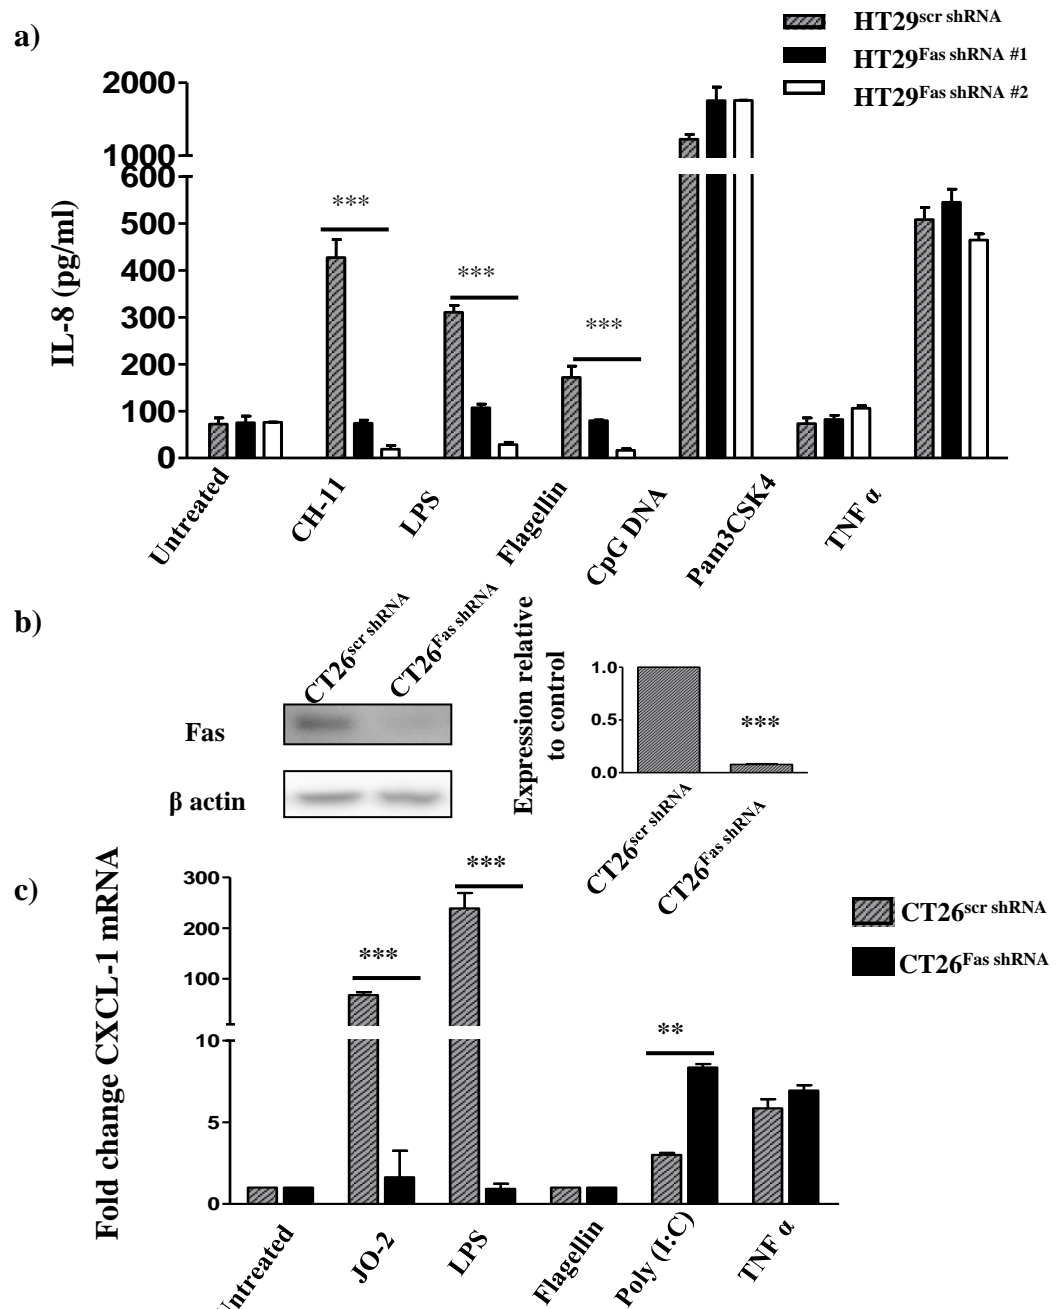 a)
HT29scr shRNA
HT29Fas shRNA #1
HT29Fas shRNA #2
IL-8 (pg/ml)
2000
1000
600
500
400
300
200
100
0
***
***
***
Untreated
CH-11
LPS
Flagellin
CpG DNA
Pam3CSK4
TNF α
b)
CT26scr shRNA
CT26Fas shRNA
Fas
β actin
Expression relative
to control
1.0
0.5
0.0
***
CT26scr shRNA
CT26Fas shRNA
c)
Fold change CXCL-1 mRNA
300
200
100
10
5
0
***
***
**
CT26scr shRNA
CT26Fas shRNA
Untreated
JO-2
LPS
Flagellin
Poly (I:C)
TNF α